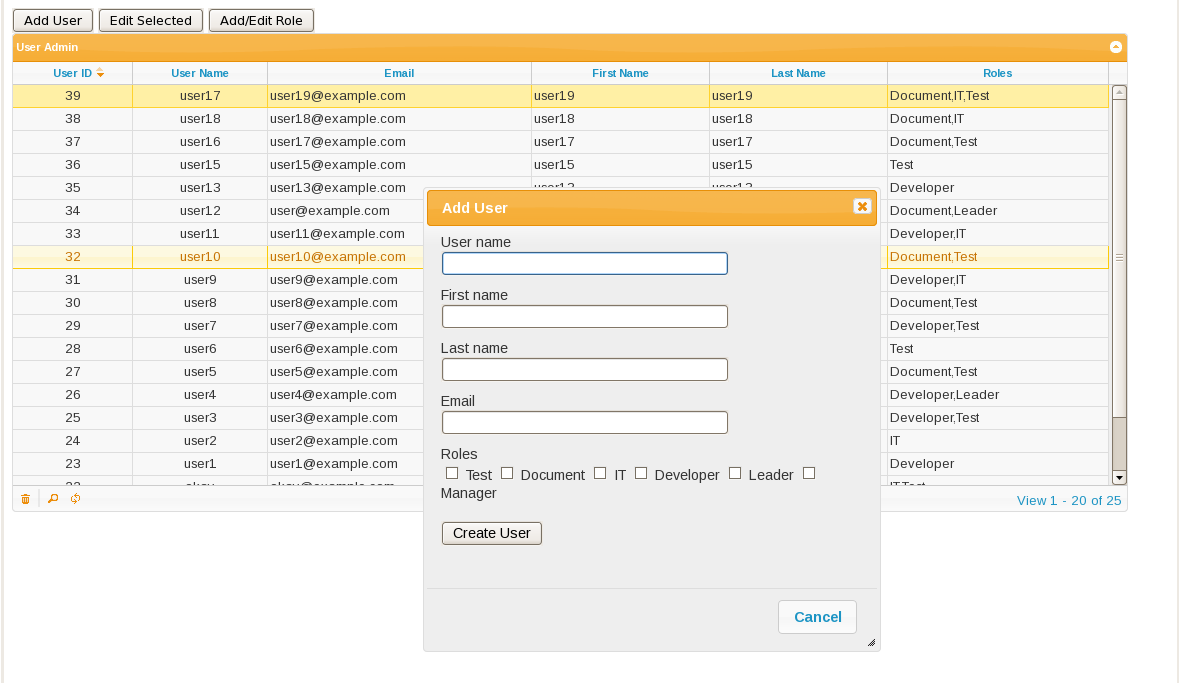 Add User Edit Selected Add/Edit Role
User Admin
User ID User Name Email First Name Last Name Roles
39 user17 user19@example.com user19 user19 Document,IT,Test
38 user18 user18@example.com user18 user18 Document,IT
37 user16 user17@example.com user17 user17 Document,Test
36 user15 user15@example.com user15 user15 Test
35 user13 user13@example.com Developer
34 user12 user@example.com Document,Leader
33 user11 user11@example.com Developer,IT
32 user10 user10@example.com Document,Test
31 user9 user9@example.com Developer,IT
30 user8 user8@example.com Document,Test
29 user7 user7@example.com Developer,Test
28 user6 user6@example.com Test
27 user5 user5@example.com Document,Test
26 user4 user4@example.com Developer,Leader
25 user3 user3@example.com Developer,Test
24 user2 user2@example.com IT
23 user1 user1@example.com Developer
View 1 - 20 of 25
Add User
User name
First name
Last name
Email
Roles
Test Document IT Developer Leader
Manager
Create User
Cancel